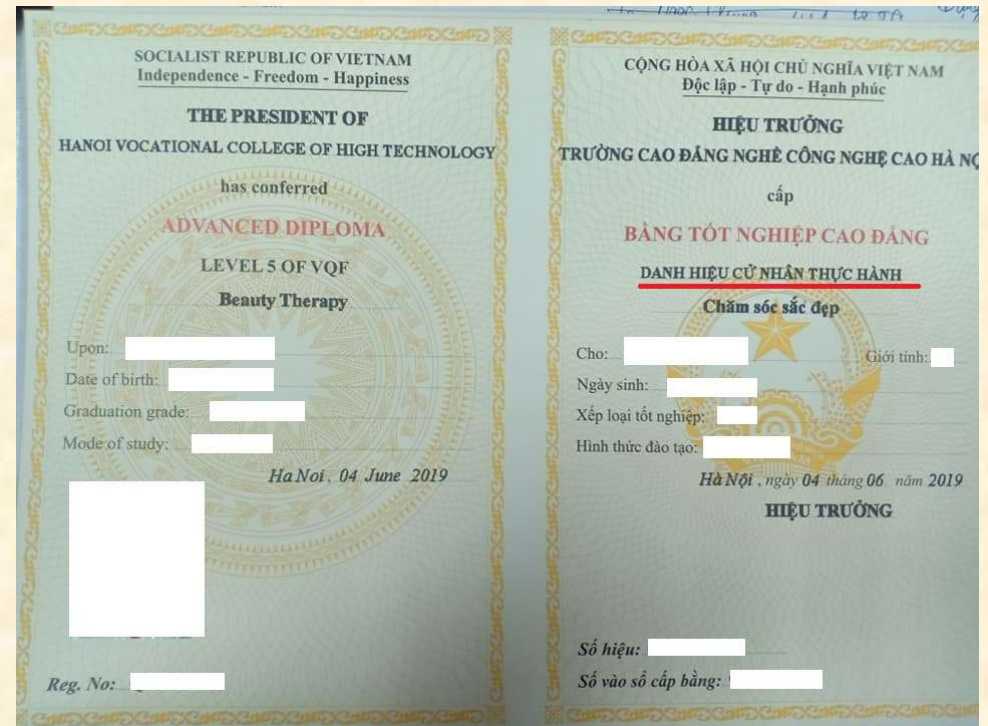 SOCIALIST REPUBLIC OF VIETNAM
Independence - Freedom - Happiness
THE PRESIDENT OF
HANOI VOCATIONAL COLLEGE OF HIGH TECHNOLOGY
has conferred
ADVANCED DIPLOMA
LEVEL 5 OF VQF
Beauty Therapy
Upon:
Date of birth:
Graduation grade:
Mode of study:
Ha Noi, 04 June 2019
Reg. No:
CỘNG HÒA XÃ HỘI CHỦ NGHĨA VIỆT NAM
Độc lập - Tự do - Hạnh phúc
HIỆU TRƯỞNG
TRƯỜNG CAO ĐẲNG NGHỀ CÔNG NGHỆ CAO HÀ NỘ
cấp
BẰNG TỐT NGHIỆP CAO ĐẲNG
DANH HIỆU CỬ NHÂN THỰC HÀNH
Chăm sóc sắc đẹp
Cho: Giới tính:
Ngày sinh:
Xếp loại tốt nghiệp:
Hình thức đào tạo:
Hà Nội, ngày 04 tháng 06 năm 2019
HIỆU TRƯỞNG
Số hiệu:
Số vào sổ cấp bằng: